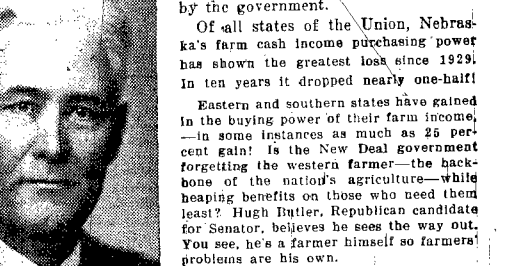 by the government.
Of all states of the Union, Nebras-
ka's farm cash income purchasing power
has shown the greatest loss since 1929.
In ten years it dropped nearly one-half!
Eastern and southern states have gained
in the buying power of their farm income,
—in some instances as much as 25 per-
cent gain! Is the New Deal government
forgetting the western farmer—the back-
bone of the nation's agriculture—while
heaping benefits on those who need them
least? Hugh Butler, Republican candidate
for Senator, believes he sees the way out.
You see, he's a farmer himself so farmers'
problems are his own.